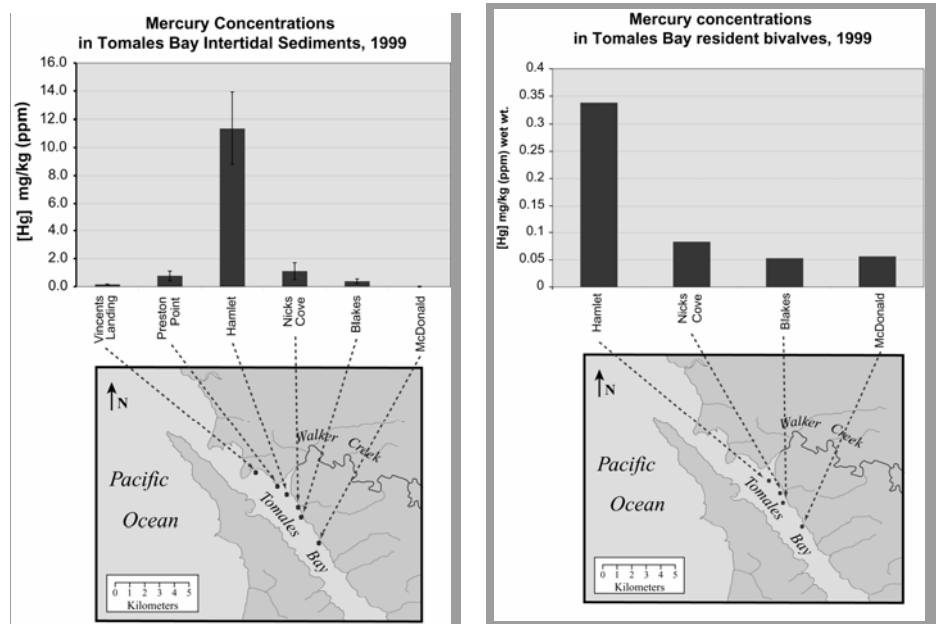 Mercury Concentrations
in Tomales Bay Intertidal Sediments, 1999
16.0
14.0
12.0
10.0
8.0
6.0
4.0
2.0
0.0
[Hg] mg/kg (ppm)
Vincents
Landing
Preston
Point
Hamlet
Nicks
Cove
Blakes
McDonald
N
Walker
Creek
Pacific
Ocean
Tomales
Bay
0 1 2 3 4 5
Kilometers
Mercury concentrations
in Tomales Bay resident bivalves, 1999
0.4
0.35
0.3
0.25
0.2
0.15
0.1
0.05
0
[Hg] mg/kg (ppm) wet wt.
Hamlet
Nicks
Cove
Blakes
McDonald
N
Walker
Creek
Pacific
Ocean
Tomales
Bay
0 1 2 3 4 5
Kilometers